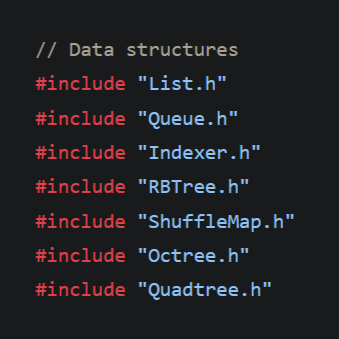 // Data structures
#include "List.h"
#include "Queue.h"
#include "Indexer.h"
#include "RBTree.h"
#include "ShuffleMap.h"
#include "Octree.h"
#include "Quadtree.h"